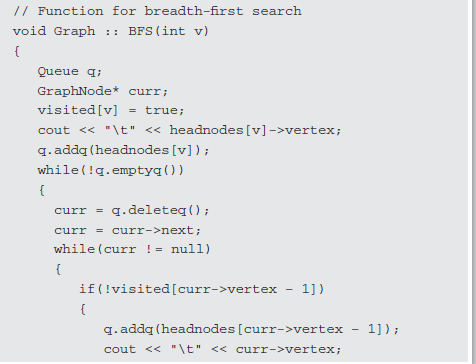 // Function for breadth-first search
void Graph :: BFS(int v)
{
Queue q;
GraphNode* curr;
visited[v] = true;
cout << "\t" << headnodes[v]->vertex;
q.addq(headnodes[v]);
while(!q.emptyq())
{
curr = q.deleteq();
curr = curr->next;
while(curr != null)
{
if(!visited[curr->vertex - 1])
{
q.addq(headnodes[curr->vertex - 1]);
cout << "\t" << curr->vertex;